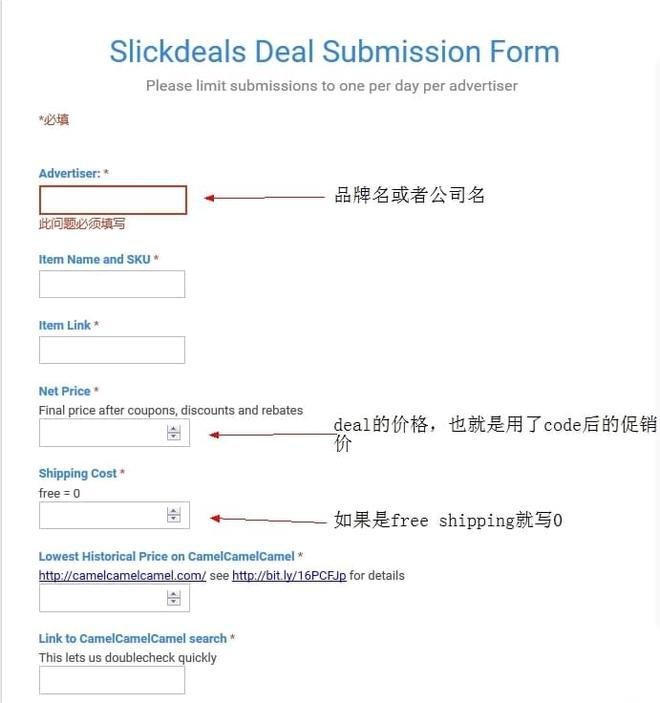 Slickdeals Deal Submission Form
Please limit submissions to one per day per advertiser
*必填
Advertiser: *
品牌名或者公司名
此问题必须填写
Item Name and SKU *
Item Link *
Net Price *
Final price after coupons, discounts and rebates
deal的价格，也就是用了code后的促销
价
Shipping Cost *
free = 0
如果是free shipping就写0
Lowest Historical Price on CamelCamelCamel *
http://camelcamelcamel.com/ see http://bit.ly/16PCFJp for details
Link to CamelCamelCamel search *
This lets us doublecheck quickly